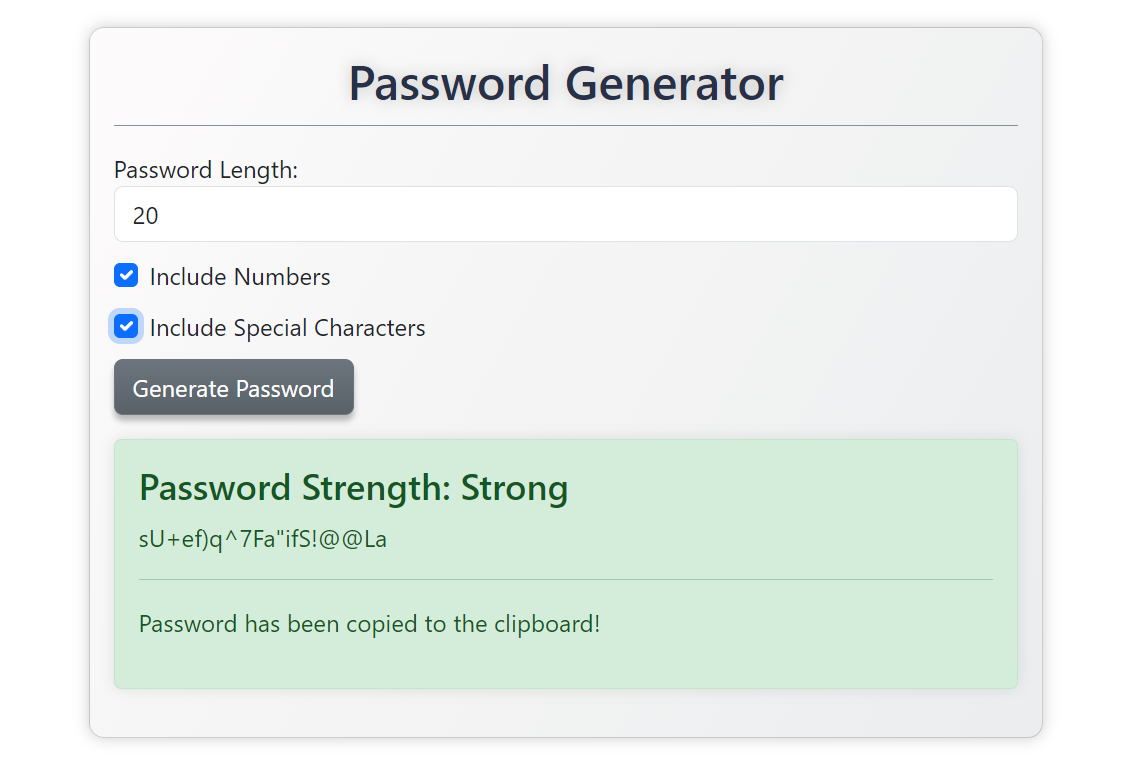 Password Generator
Password Length:
20
Include Numbers
Include Special Characters
Generate Password
Password Strength: Strong
sU+ef)q^7Fa"ifS!@@La
Password has been copied to the clipboard!